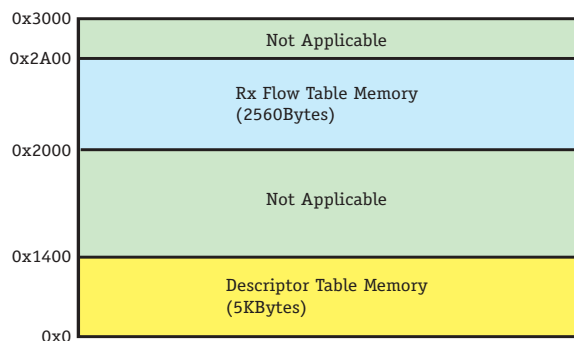 0x3000
Not Applicable
0x2A00
Rx Flow Table Memory
(2560Bytes)
0x2000
Not Applicable
0x1400
Descriptor Table Memory
(5KBytes)
0x0